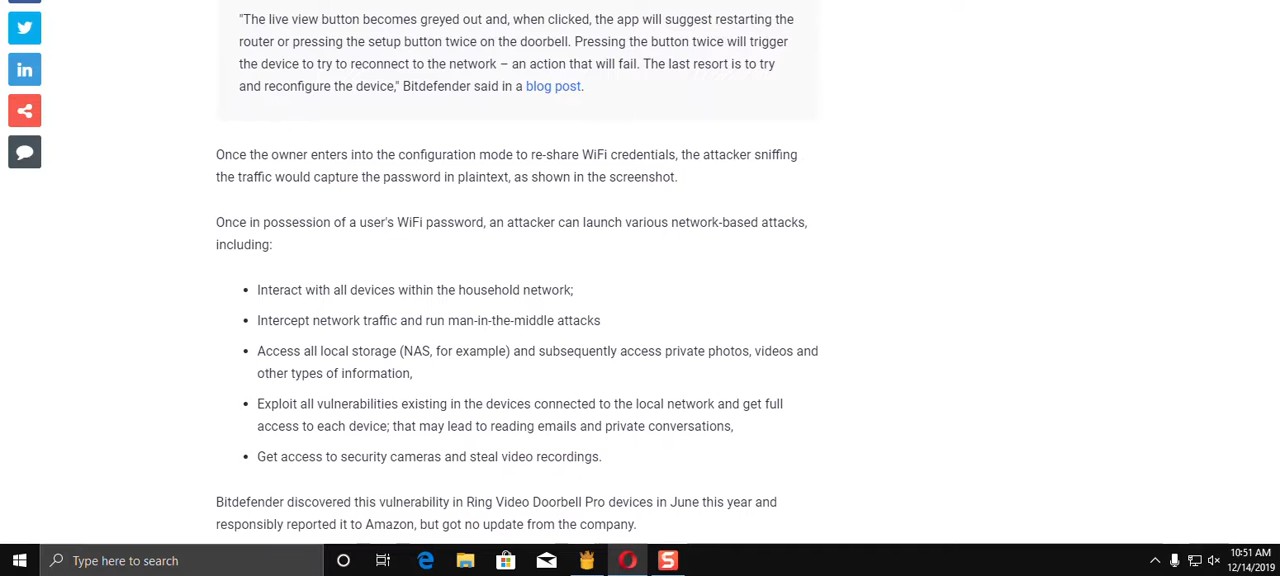 "The live view button becomes greyed out and, when clicked, the app will suggest restarting the
router or pressing the setup button twice on the doorbell. Pressing the button twice will trigger
the device to try to reconnect to the network – an action that will fail. The last resort is to try
and reconfigure the device," Bitdefender said in a blog post.
Once the owner enters into the configuration mode to re-share WiFi credentials, the attacker sniffing
the traffic would capture the password in plaintext, as shown in the screenshot.
Once in possession of a user's WiFi password, an attacker can launch various network-based attacks,
including:
Interact with all devices within the household network;
Intercept network traffic and run man-in-the-middle attacks
Access all local storage (NAS, for example) and subsequently access private photos, videos and
other types of information,
Exploit all vulnerabilities existing in the devices connected to the local network and get full
access to each device; that may lead to reading emails and private conversations,
Get access to security cameras and steal video recordings.
Bitdefender discovered this vulnerability in Ring Video Doorbell Pro devices in June this year and
responsibly reported it to Amazon, but got no update from the company.
Type here to search
10:51 AM
12/14/2019